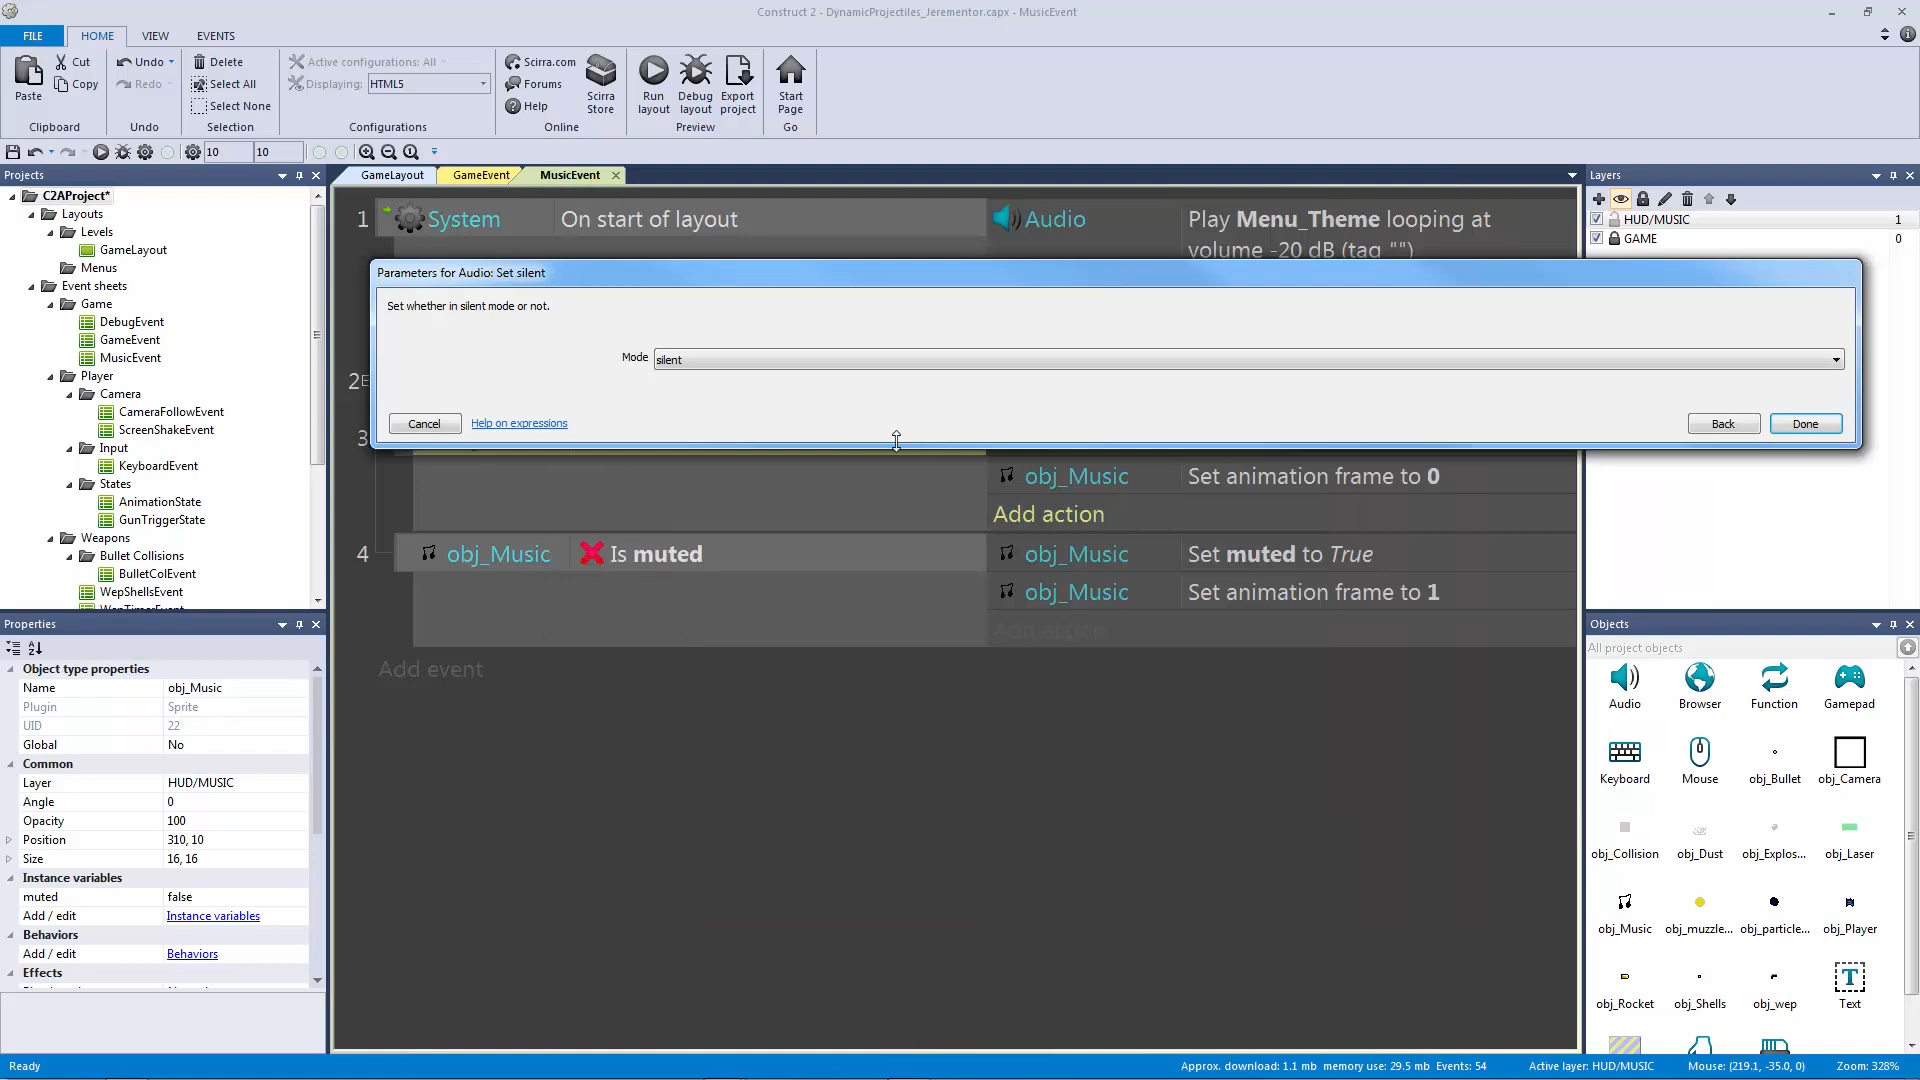 Construct 2 - DynamicProjectiles_Jerementor.capx - MusicEvent
FILE HOME VIEW EVENTS
Paste Cut Copy Clipboard
Undo Redo Undo
Delete Select All Select None Selection
Active configurations: All
Displaying: HTML5
Configurations
Scirra.com Forums Help Scirra Store Online
Run layout Debug layout Export project Preview
Start Page Go
10 10
Projects
C2AProject*
Layouts
Levels
GameLayout
Menus
Event sheets
Game
DebugEvent
GameEvent
MusicEvent
Player
Camera
CameraFollowEvent
ScreenShakeEvent
Input
KeyboardEvent
States
AnimationState
GunTriggerState
Weapons
Bullet Collisions
BulletColEvent
WepShellsEvent
WepTimerEvent
Properties
Object type properties
Name obj_Music
Plugin Sprite
UID 22
Global No
Common
Layer HUD/MUSIC
Angle 0
Opacity 100
Position 310, 10
Size 16, 16
Instance variables
muted false
Add / edit Instance variables
Behaviors
Add / edit Behaviors
Effects
GameLayout GameEvent MusicEvent
1 System On start of layout Audio Play Menu_Theme looping at
volume -20 dB (tag "")
Parameters for Audio: Set silent
Set whether in silent mode or not.
Mode silent
Cancel Help on expressions Back Done
2
3
obj_Music Set animation frame to 0
Add action
4 obj_Music Is muted obj_Music Set muted to True
obj_Music Set animation frame to 1
Add action
Add event
Layers
HUD/MUSIC 1
GAME 0
Objects
All project objects
Audio Browser Function Gamepad
Keyboard Mouse obj_Bullet obj_Camera
obj_Collision obj_Dust obj_Explos... obj_Laser
obj_Music obj_muzzle... obj_particle... obj_Player
obj_Rocket obj_Shells obj_wep Text
Ready Approx. download: 1.1 mb memory use: 29.5 mb Events: 54 Active layer: HUD/MUSIC Mouse: (219.1, -35.0, 0) Zoom: 328%